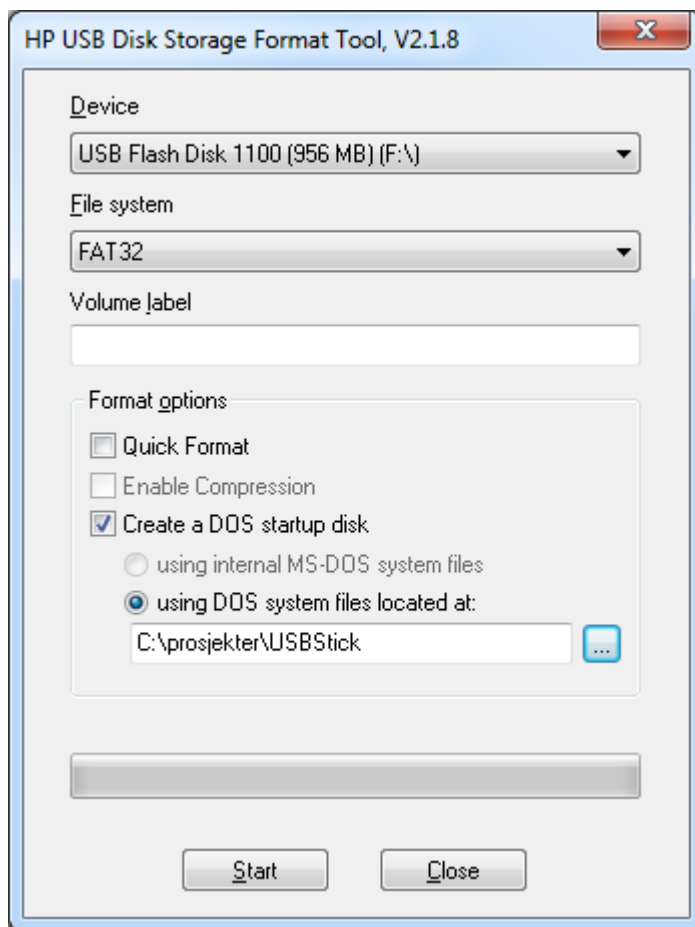 HP USB Disk Storage Format Tool, V2.1.8
Device
USB Flash Disk 1100 (956 MB) (F:\)
File system
FAT32
Volume label
Format options
Quick Format
Enable Compression
Create a DOS startup disk
using internal MS-DOS system files
using DOS system files located at:
C:\prosjekter\USBStick
...
Start
Close